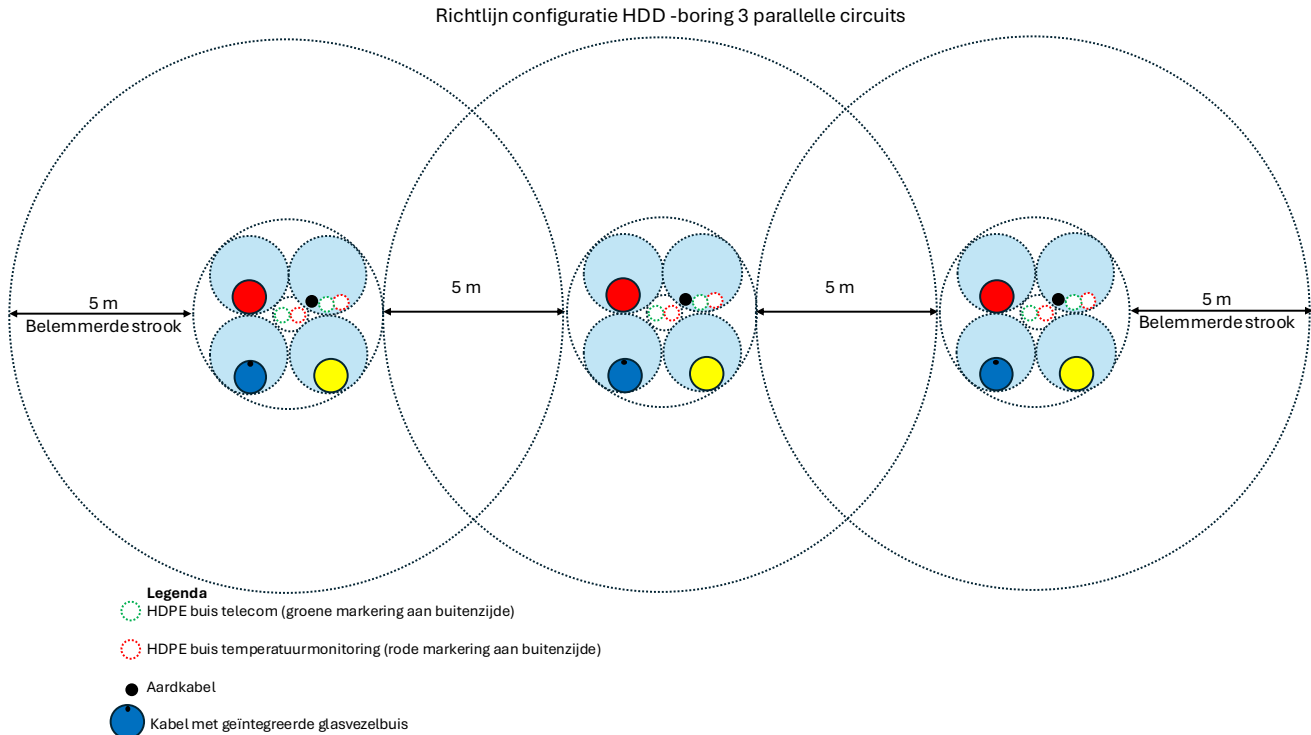 Richtlijn configuratie HDD -boring 3 parallelle circuits
5 m
Belemmerde strook
5 m
5 m
5 m
Belemmerde strook
Legenda
HDPE buis telecom (groene markering aan buitenzijde)
HDPE buis temperatuurmonitoring (rode markering aan buitenzijde)
Aardkabel
Kabel met geïntegreerde glasvezelbuis